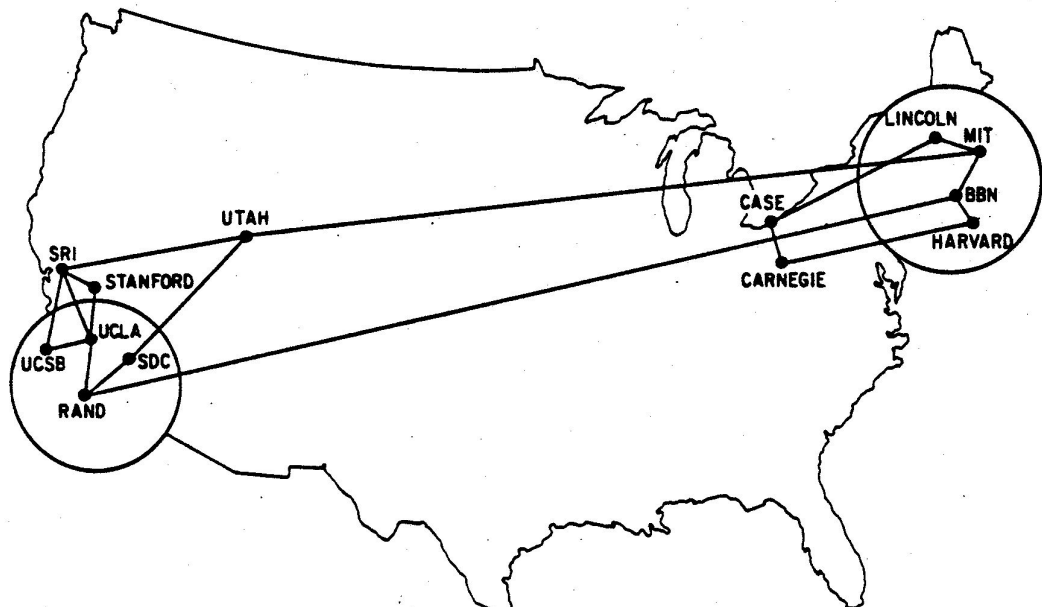 LINCOLN
MIT
CASE
BBN
UTAH
HARVARD
SRI
CARNEGIE
STANFORD
UCLA
UCSB
SDC
RAND